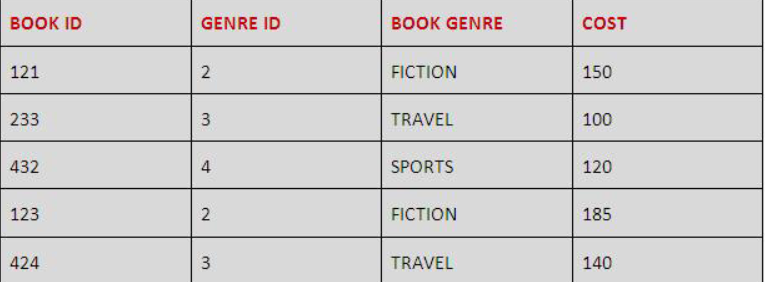 BOOK ID GENRE ID BOOK GENRE COST
121 2 FICTION 150
233 3 TRAVEL 100
432 4 SPORTS 120
123 2 FICTION 185
424 3 TRAVEL 140